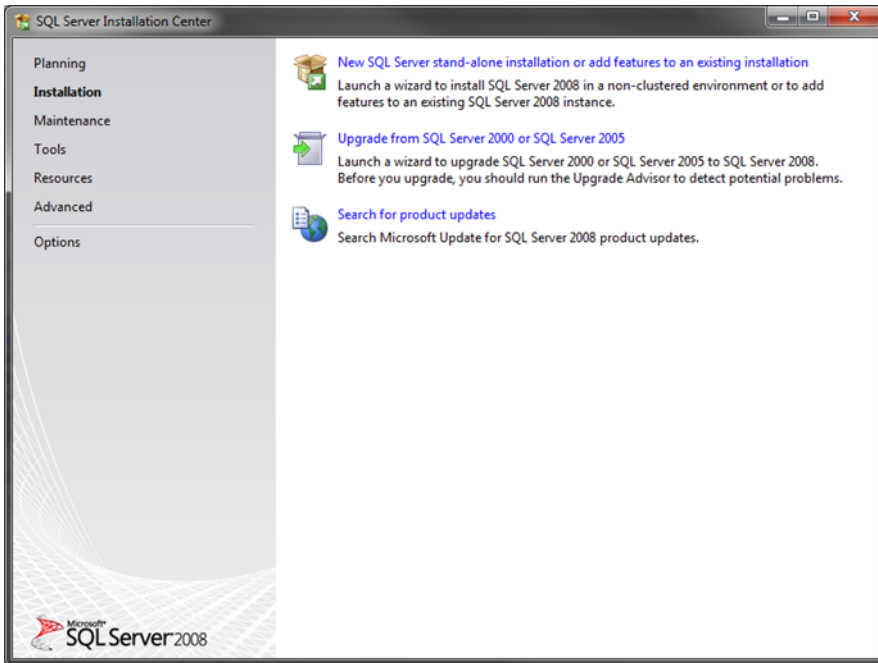 SQL Server Installation Center
Planning
Installation
Maintenance
Tools
Resources
Advanced
Options
New SQL Server stand-alone installation or add features to an existing installation
Launch a wizard to install SQL Server 2008 in a non-clustered environment or to add
features to an existing SQL Server 2008 instance.
Upgrade from SQL Server 2000 or SQL Server 2005
Launch a wizard to upgrade SQL Server 2000 or SQL Server 2005 to SQL Server 2008.
Before you upgrade, you should run the Upgrade Advisor to detect potential problems.
Search for product updates
Search Microsoft Update for SQL Server 2008 product updates.
Microsoft®
SQL Server 2008